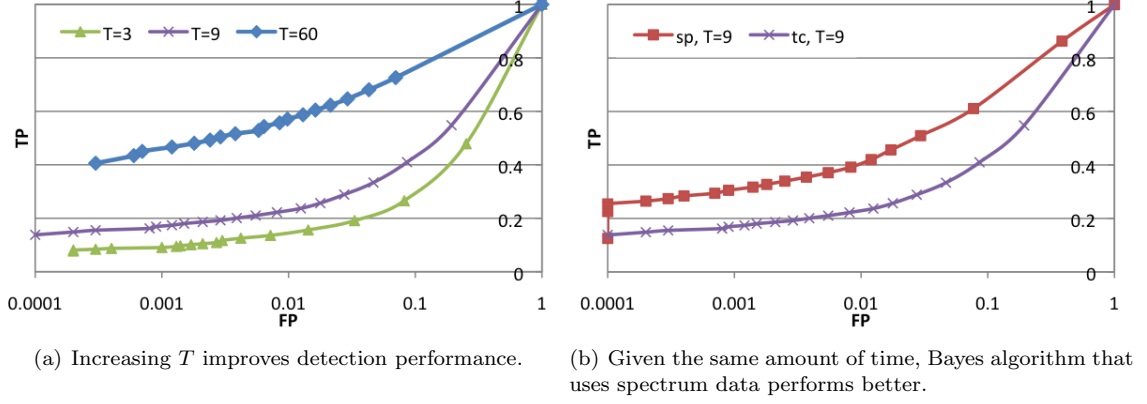 T=3 T=9 T=60
TP
1
0.8
0.6
0.4
0.2
0
0.0001 0.001 0.01 0.1 1
FP
(a) Increasing T improves detection performance.
sp, T=9 tc, T=9
TP
1
0.8
0.6
0.4
0.2
0
0.0001 0.001 0.01 0.1 1
FP
(b) Given the same amount of time, Bayes algorithm that
uses spectrum data performs better.